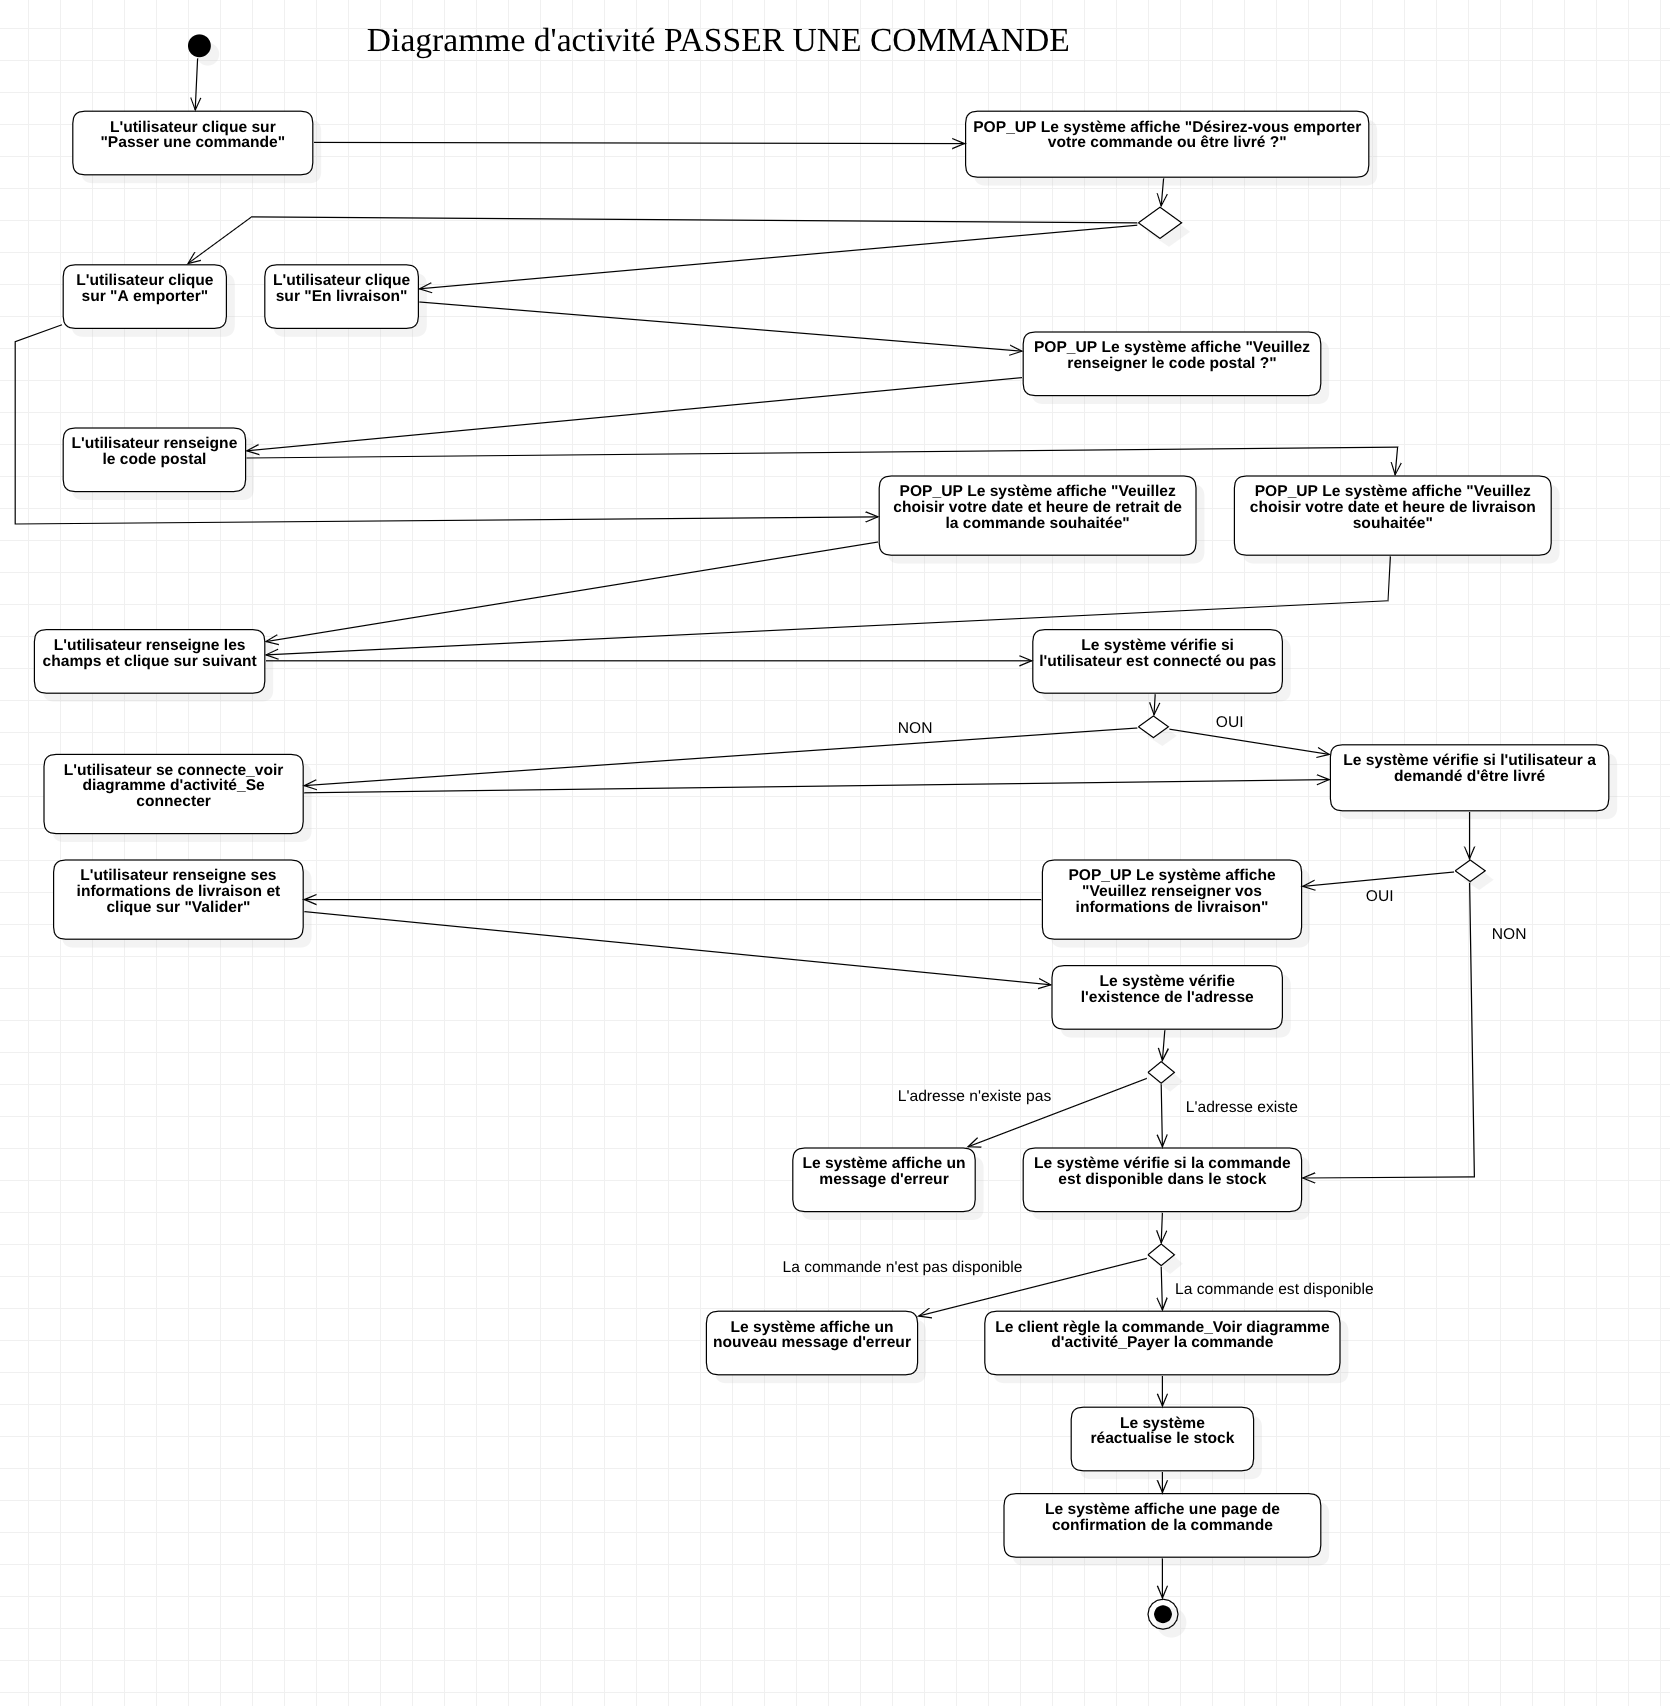 Diagramme d'activité PASSER UNE COMMANDE
L'utilisateur clique sur
"Passer une commande"
POP_UP Le système affiche "Désirez-vous emporter
votre commande ou être livré ?"
L'utilisateur clique
sur "A emporter"
L'utilisateur clique
sur "En livraison"
POP_UP Le système affiche "Veuillez
renseigner le code postal ?"
L'utilisateur renseigne
le code postal
POP_UP Le système affiche "Veuillez
choisir votre date et heure de retrait de
la commande souhaitée"
POP_UP Le système affiche "Veuillez
choisir votre date et heure de livraison
souhaitée"
L'utilisateur renseigne les
champs et clique sur suivant
Le système vérifie si
l'utilisateur est connecté ou pas
NON
OUI
L'utilisateur se connecte_voir
diagramme d'activité_Se
connecter
Le système vérifie si l'utilisateur a
demandé d'être livré
L'utilisateur renseigne ses
informations de livraison et
clique sur "Valider"
POP_UP Le système affiche
"Veuillez renseigner vos
informations de livraison"
OUI
NON
Le système vérifie
l'existence de l'adresse
L'adresse n'existe pas
L'adresse existe
Le système affiche un
message d'erreur
Le système vérifie si la commande
est disponible dans le stock
La commande n'est pas disponible
La commande est disponible
Le système affiche un
nouveau message d'erreur
Le client règle la commande_Voir diagramme
d'activité_Payer la commande
Le système
réactualise le stock
Le système affiche une page de
confirmation de la commande